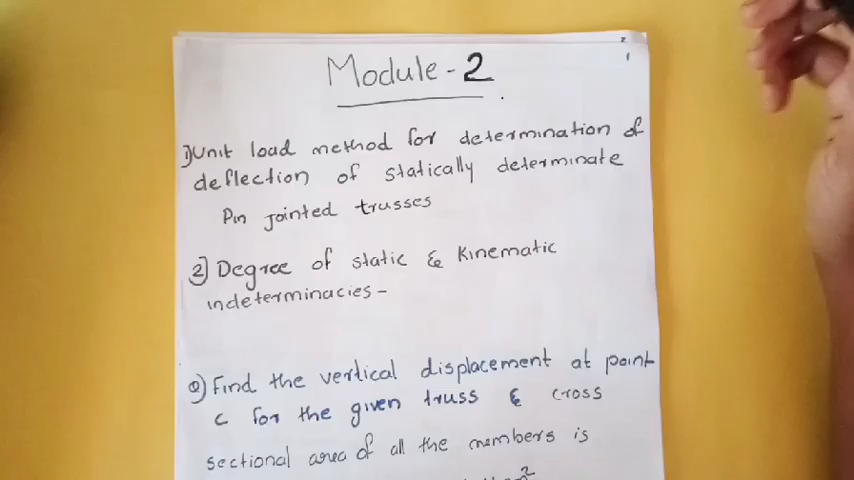 Module - 2
1) Unit load method for determination of
deflection of statically determinate
Pin jointed trusses
2) Degree of static & Kinematic
indeterminacies -
Q) Find the vertical displacement at point
C for the given truss & cross
sectional area of all the members is